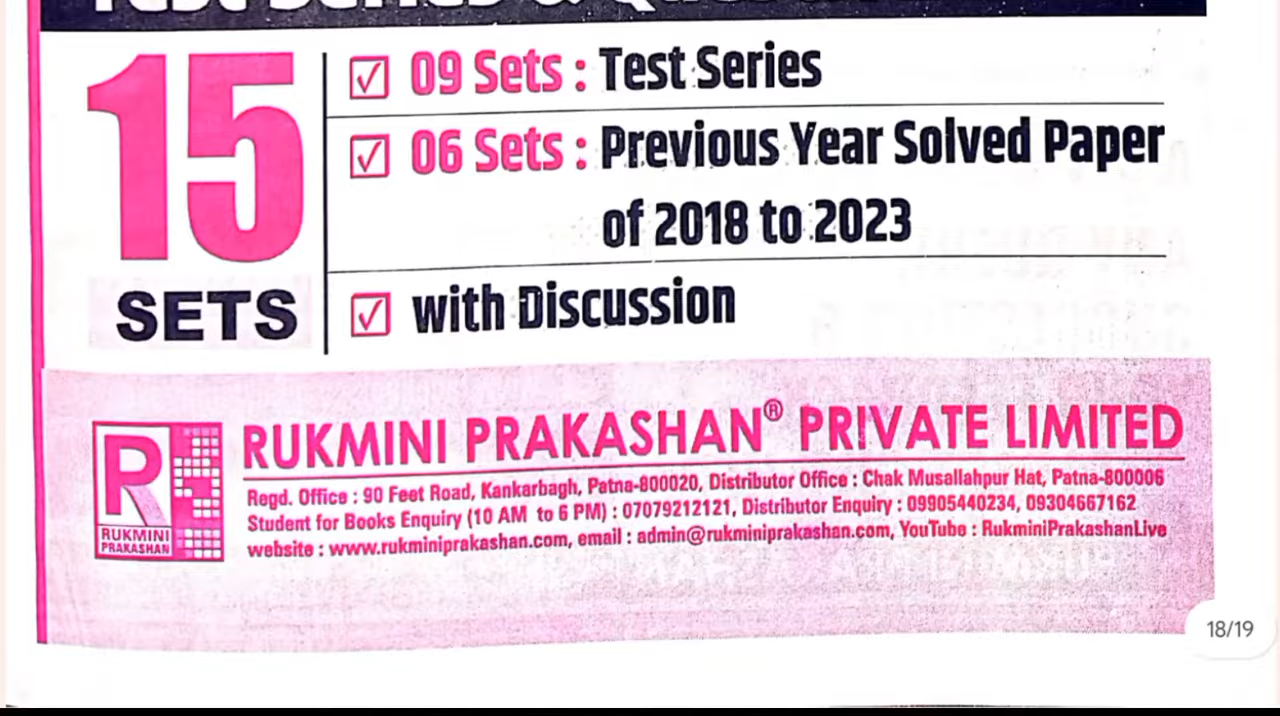 Test Series &
15
SETS
09 Sets : Test Series
06 Sets : Previous Year Solved Paper
of 2018 to 2023
with Discussion
R
RUKMINI
PRAKASHAN
RUKMINI PRAKASHAN® PRIVATE LIMITED
Regd. Office : 90 Feet Road, Kankarbagh, Patna-800020, Distributor Office : Chak Musallahpur Hat, Patna-800006
Student for Books Enquiry (10 AM to 6 PM) : 07079212121, Distributor Enquiry : 09905440234, 09304667162
website : www.rukminiprakashan.com, email : admin@rukminiprakashan.com, YouTube : RukminiPrakashanLive
18/19